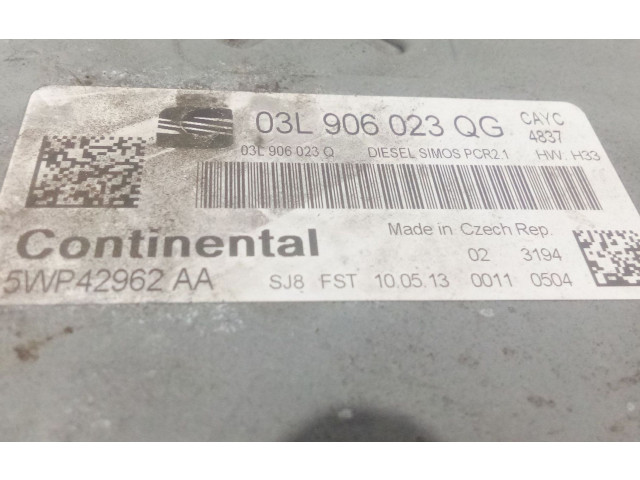 03L 906 023 QG CAYC
4837
03L 906 023 Q DIESEL SIMOS PCR2.1 HW: H33
Continental
Made in Czech Rep.
02 3194
5WP42962 AA SJ8 FST 10.05.13 0011 0504